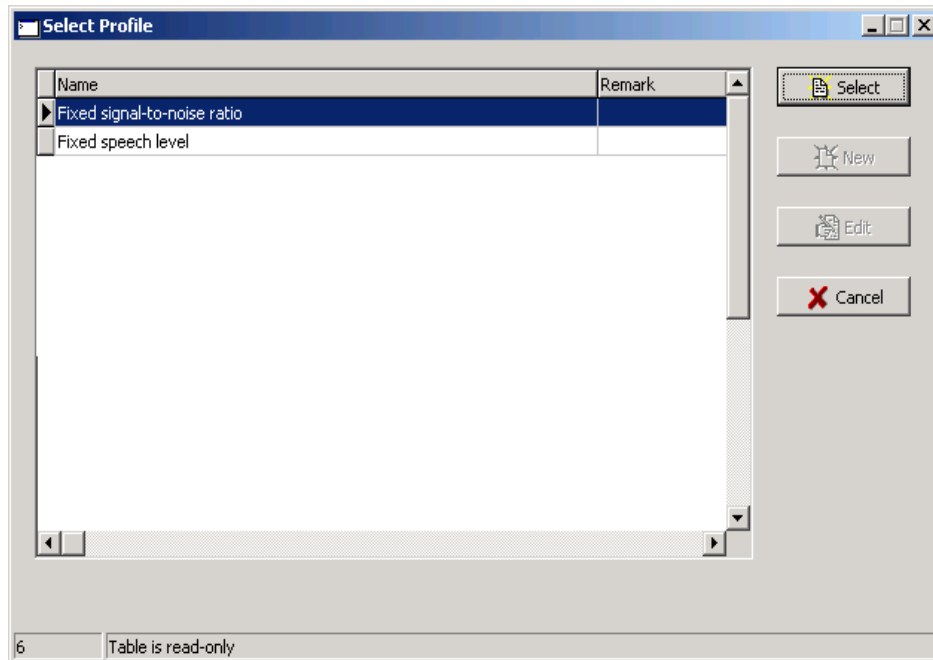 Select Profile
Name Remark
Fixed signal-to-noise ratio
Fixed speech level
Select
New
Edit
Cancel
6 Table is read-only